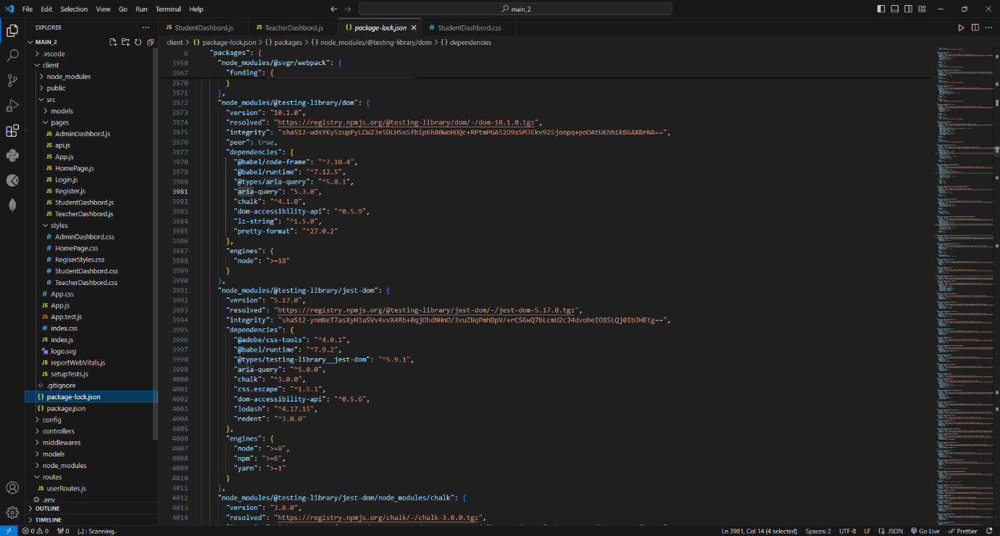 File Edit Selection View Go Run Terminal Help
main_2
EXPLORER
StudentDashbord.js
TeacherDashbord.js
package-lock.json
StudentDashbord.css
MAIN_2
client > package-lock.json > packages > node_modules/@testing-library/dom > dependencies
.vscode
client
node_modules
public
src
models
pages
AdminDashbord.js
api.js
App.js
HomePage.js
Login.js
Register.js
StudentDashbord.js
TeacherDashbord.js
styles
AdminDashbord.css
HomePage.css
RegiserStyles.css
StudentDashbord.css
TeacherDashbord.css
App.css
App.js
App.test.js
index.css
index.js
logo.svg
reportWebVitals.js
setupTests.js
.gitignore
package-lock.json
package.json
config
controllers
middlewares
models
node_modules
routes
userRoutes.js
.env
OUTLINE
TIMELINE
6 "packages": {
3950 "node_modules/@svgr/webpack": {
3967 "funding": {
3970 }
3971 },
3972 "node_modules/@testing-library/dom": {
3973 "version": "10.1.0",
3974 "resolved": "https://registry.npmjs.org/@testing-library/dom/-/dom-10.1.0.tgz",
3975 "integrity":
3976 "peer": true,
3977 "dependencies": {
3978 "@babel/code-frame": "^7.10.4",
3979 "@babel/runtime": "^7.12.5",
3980 "@types/aria-query": "^5.0.1",
3981 "aria-query": "5.3.0",
3982 "chalk": "^4.1.0",
3983 "dom-accessibility-api": "^0.5.9",
3984 "lz-string": "^1.5.0",
3985 "pretty-format": "^27.0.2"
3986 },
3987 "engines": {
3988 "node": ">=18"
3989 }
3990 },
3991 "node_modules/@testing-library/jest-dom": {
3992 "version": "5.17.0",
3993 "resolved": "https://registry.npmjs.org/@testing-library/jest-dom/-/jest-dom-5.17.0.tgz",
3994 "integrity":
3995 "dependencies": {
3996 "@adobe/css-tools": "^4.0.1",
3997 "@babel/runtime": "^7.9.2",
3998 "@types/testing-library__jest-dom": "^5.9.1",
3999 "aria-query": "^5.0.0",
4000 "chalk": "^3.0.0",
4001 "css.escape": "^1.5.1",
4002 "dom-accessibility-api": "^0.5.6",
4003 "lodash": "^4.17.15",
4004 "redent": "^3.0.0"
4005 },
4006 "engines": {
4007 "node": ">=8",
4008 "npm": ">=6",
4009 "yarn": ">=1"
4010 }
4011 },
4012 "node_modules/@testing-library/jest-dom/node_modules/chalk": {
4013 "version": "3.0.0",
4014 "resolved": "https://registry.npmjs.org/chalk/-/chalk-3.0.0.tgz",
0 0 0 {..} : Scanning.. Ln 3981, Col 14 (4 selected) Spaces: 2 UTF-8 LF JSON Go Live Prettier